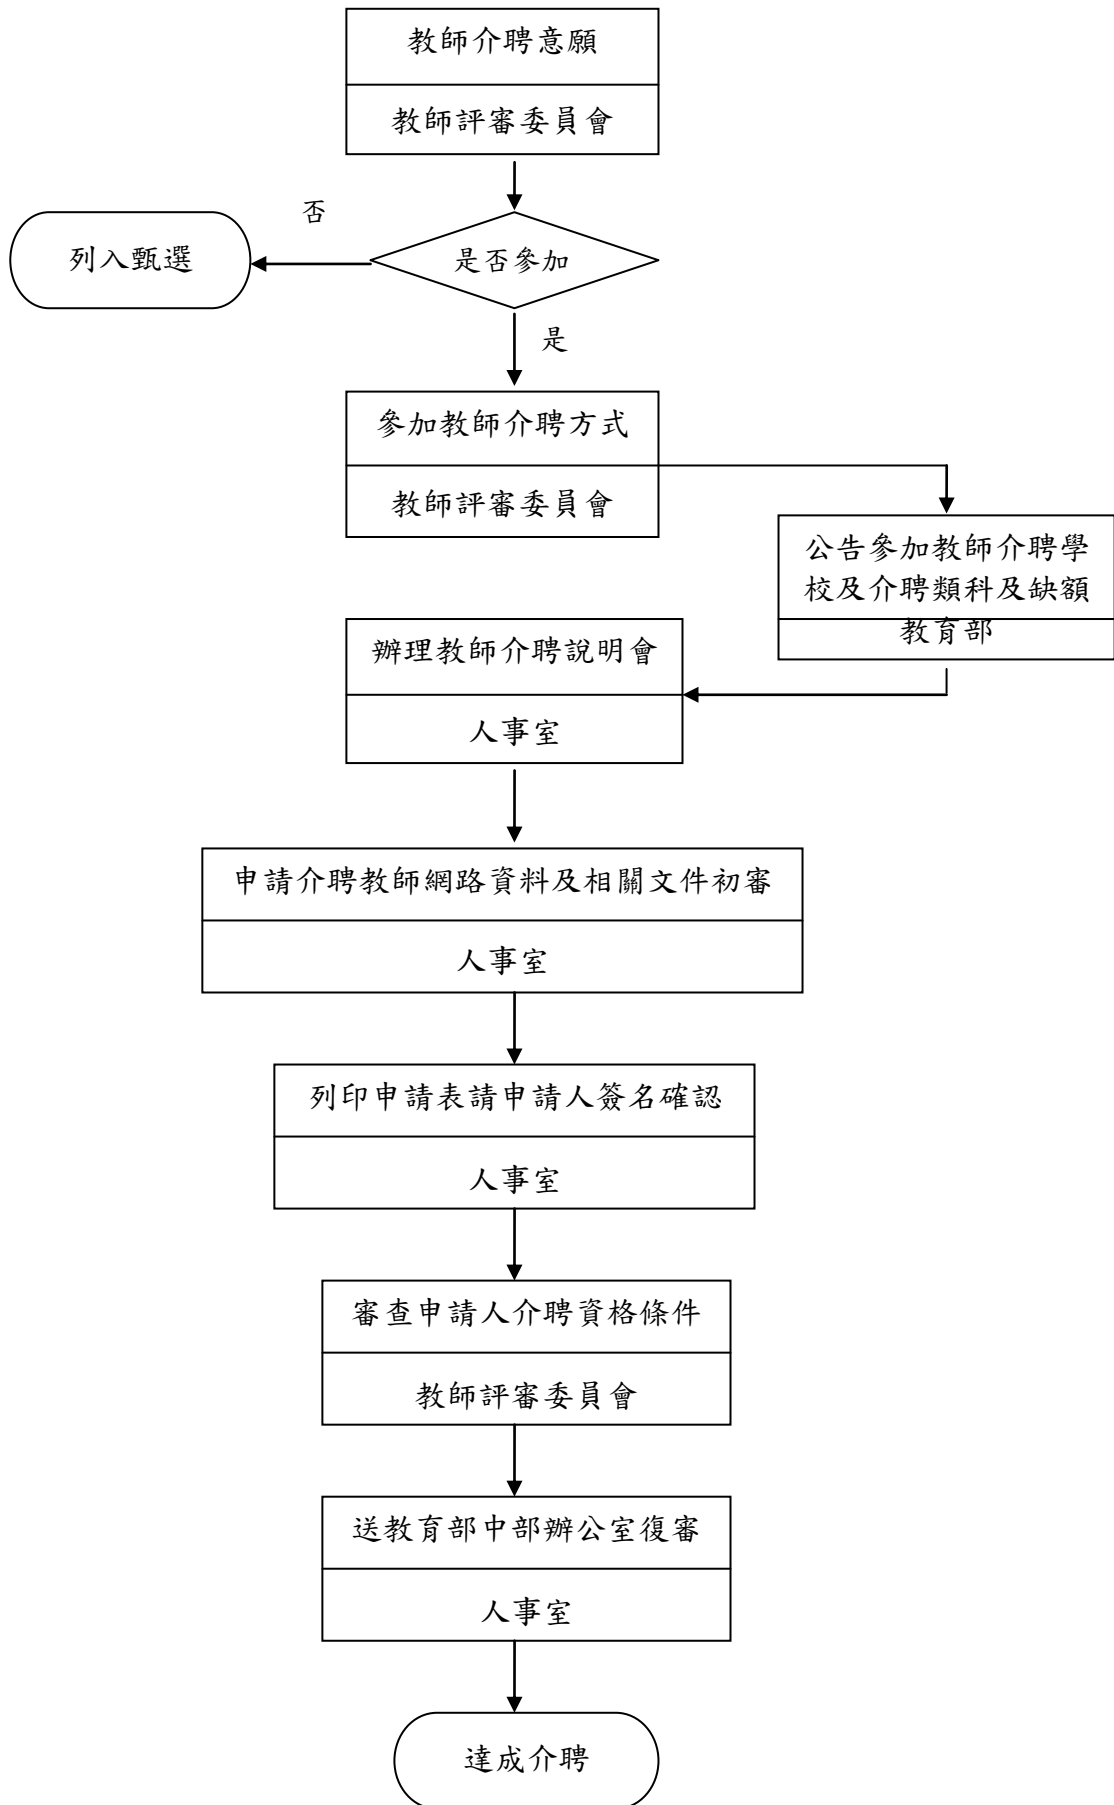 教師介聘意願
教師評審委員會
否
列入甄選
是否參加
是
參加教師介聘方式
教師評審委員會
公告參加教師介聘學
校及介聘類科及缺額
教育部
辦理教師介聘說明會
人事室
申請介聘教師網路資料及相關文件初審
人事室
列印申請表請申請人簽名確認
人事室
審查申請人介聘資格條件
教師評審委員會
送教育部中部辦公室復審
人事室
達成介聘